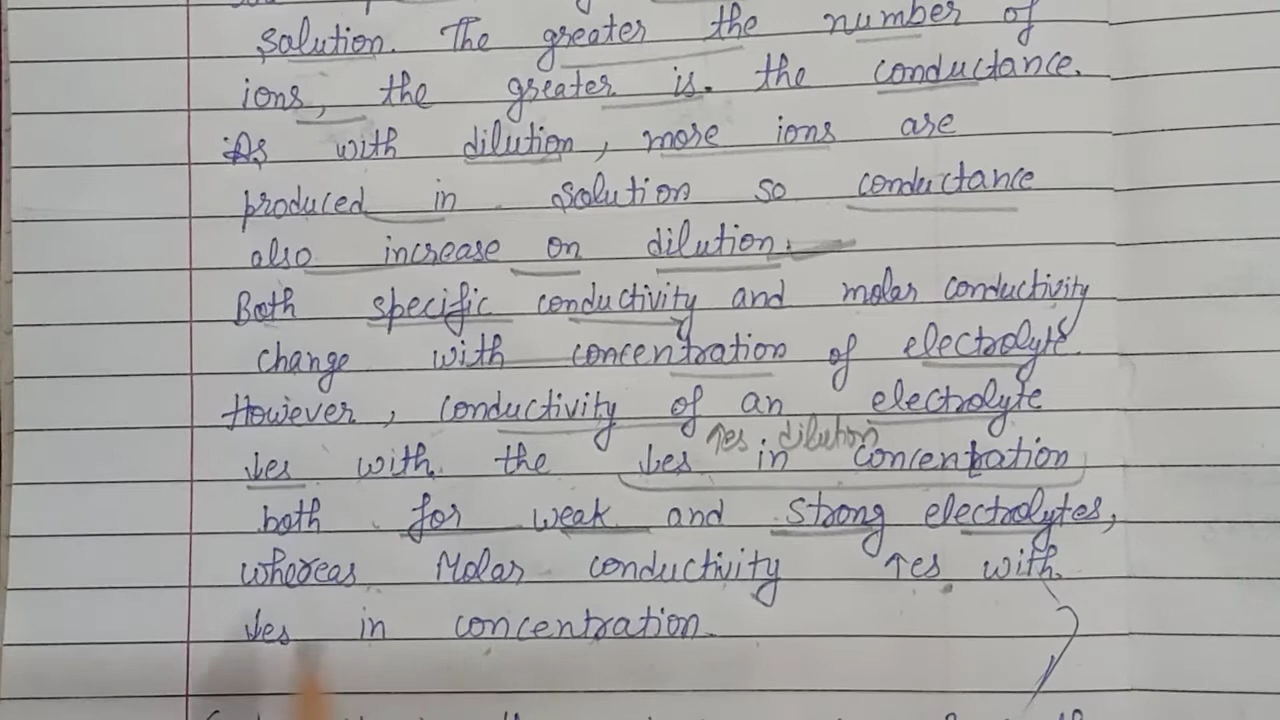 solution. The greater the number of
ions, the greater is. the conductance.
As with dilution, more ions are
produced in solution so conductance
also increase on dilution.
Both specific conductivity and molar conductivity
change with concentration of electrolyte.
However, conductivity of an electrolyte
↑es dilution
↓es with the ↓es in concentration
both for weak and strong electrolytes,
whereas Molar conductivity ↑es with
↓es in concentration.